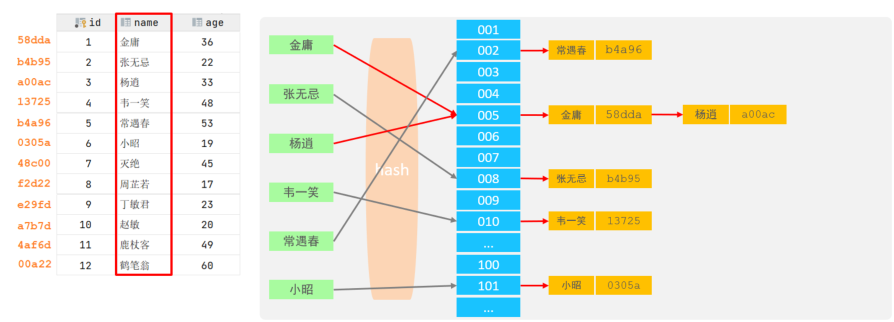 id name age
58dda 1 金庸 36
b4b95 2 张无忌 22
a00ac 3 杨逍 33
13725 4 韦一笑 48
b4a96 5 常遇春 53
0305a 6 小昭 19
48c00 7 灭绝 45
f2d22 8 周芷若 17
e29fd 9 丁敏君 23
a7b7d 10 赵敏 20
4af6d 11 鹿杖客 49
00a22 12 鹤笔翁 60
金庸
张无忌
杨逍
韦一笑
常遇春
小昭
hash
001
002 常遇春 b4a96
003
004
005 金庸 58dda 杨逍 a00ac
006
007
008 张无忌 b4b95
009
010 韦一笑 13725
...
100
101 小昭 0305a
...